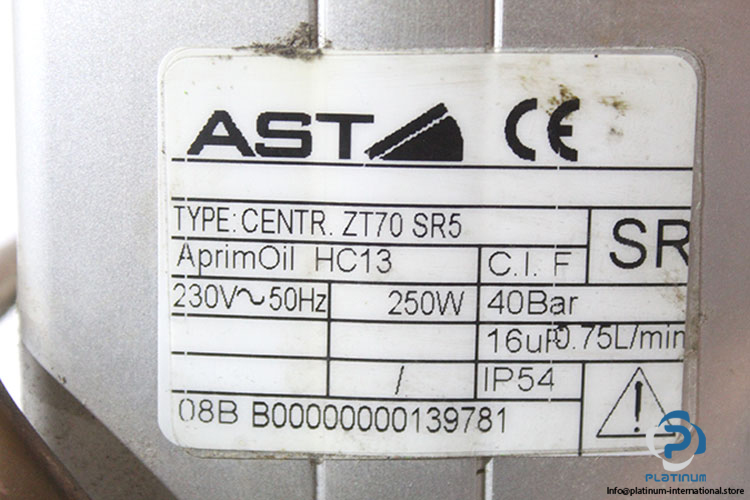 AST CE
TYPE: CENTR. ZT70 SR5
SR
AprimOil HC13 C.I. F
230V~50Hz 250W 40Bar
16uF 0.75L/min
/ IP54
08B B00000000139781
PLATINUM
Info@platinum-international.store